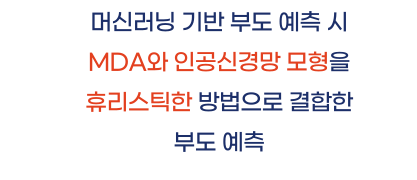 머신러닝 기반 부도 예측 시
MDA와 인공신경망 모형을
휴리스틱한 방법으로 결합한
부도 예측